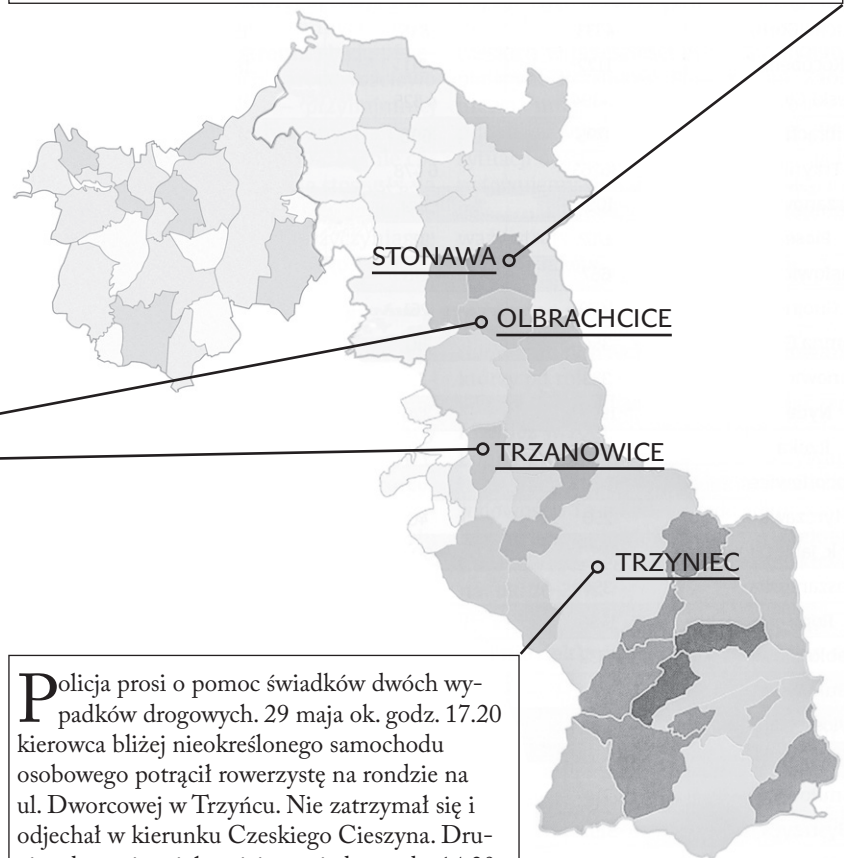 STONAWA
OLBRACHCICE
TRZANOWICE
TRZYNIEC
Policja prosi o pomoc świadków dwóch wy-
padków drogowych. 29 maja ok. godz. 17.20
kierowca bliżej nieokreślonego samochodu
osobowego potrącił rowerzystę na rondzie na
ul. Dworcowej w Trzyńcu. Nie zatrzymał się i
odjechał w kierunku Czeskiego Cieszyna. Dru-